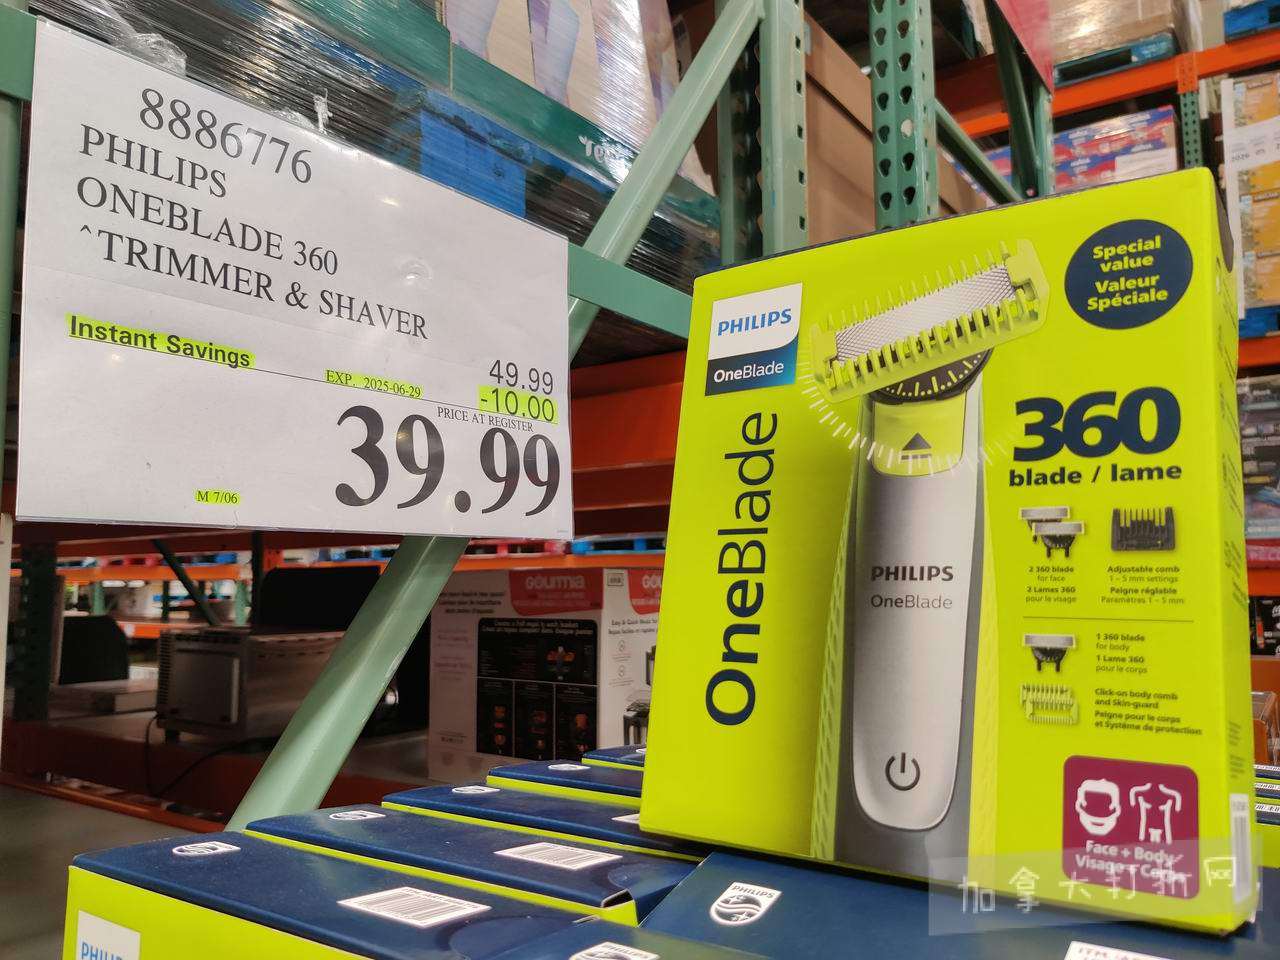 8886776
PHILIPS
ONEBLADE 360
^TRIMMER & SHAVER
Instant Savings
49.99
EXP. 2025-06-29
-10.00
PRICE AT REGISTER
39.99
M 7/06
PHILIPS
OneBlade
Special
value
Valeur
Spéciale
OneBlade
360
blade / lame
2 360 blade
for face
2 Lames 360
pour le visage
Adjustable comb
1 – 5 mm settings
Peigne réglable
Paramètres 1 – 5 mm
1 360 blade
for body
1 Lame 360
pour le corps
Click-on body comb
and Skin-guard
Peigne pour le corps
et Système de protection
PHILIPS
OneBlade
Face + Body
Visage + Corps
加拿大打折网
GOURMIA
PHILIPS